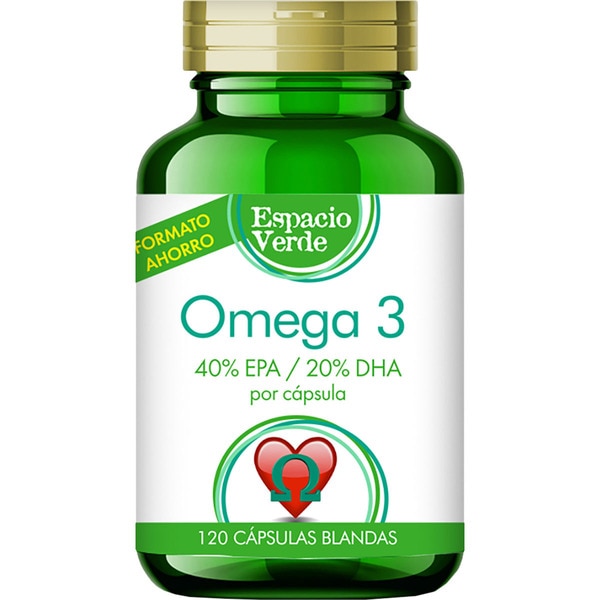 Espacio
Verde
FORMATO
AHORRO
Omega 3
40% EPA / 20% DHA
por cápsula
Ω
120 CÁPSULAS BLANDAS